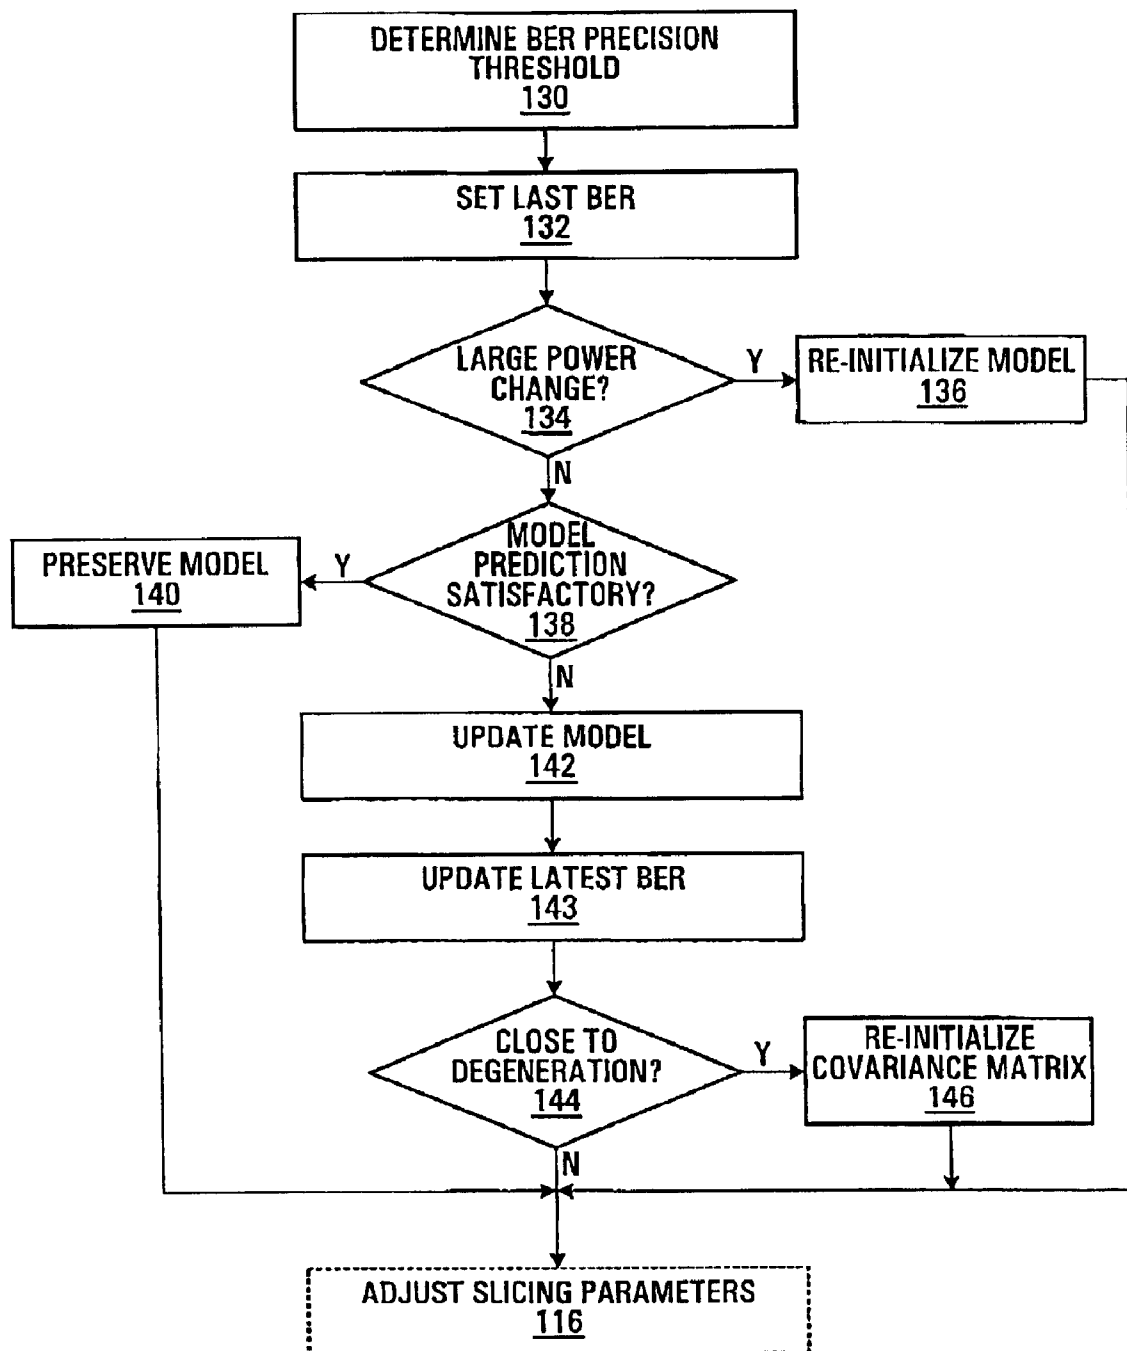 DETERMINE BER PRECISION
THRESHOLD
130
SET LAST BER
132
LARGE POWER
CHANGE?
134
Y
RE-INITIALIZE MODEL
136
N
MODEL
PREDICTION
SATISFACTORY?
138
Y
PRESERVE MODEL
140
N
UPDATE MODEL
142
UPDATE LATEST BER
143
CLOSE TO
DEGENERATION?
144
Y
RE-INITIALIZE
COVARIANCE MATRIX
146
N
ADJUST SLICING PARAMETERS
116